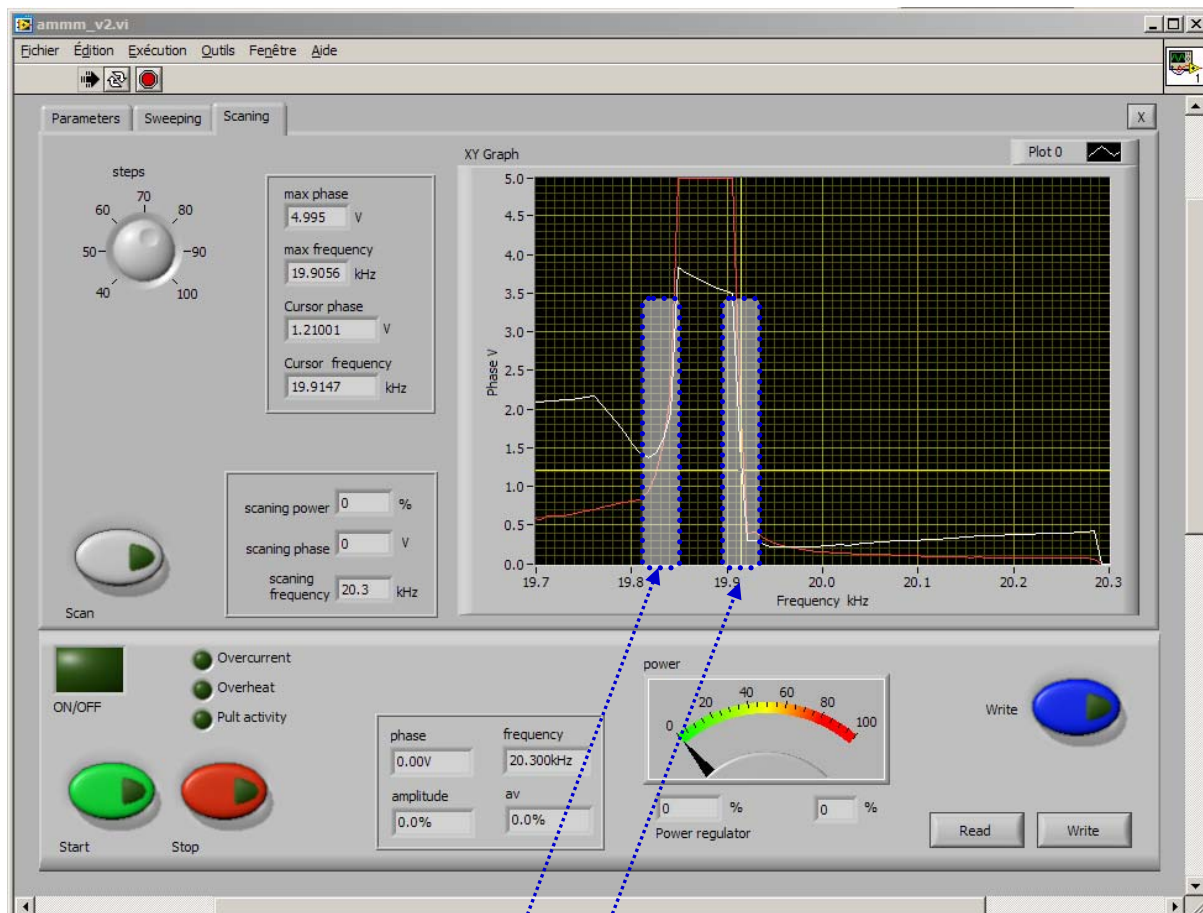 ammm_v2.vi
Fichier Édition Exécution Outils Fenêtre Aide
1
Parameters Sweeping Scaning X
steps
70
60 80
50 90
40 100
max phase
4.995 V
max frequency
19.9056 kHz
Cursor phase
1.21001 V
Cursor frequency
19.9147 kHz
scaning power 0 %
scaning phase 0 V
scaning frequency 20.3 kHz
Scan
XY Graph
Plot 0
Phase V
5.0
4.5
4.0
3.5
3.0
2.5
2.0
1.5
1.0
0.5
0.0
19.7 19.8 19.9 20.0 20.1 20.2 20.3
Frequency kHz
ON/OFF
Overcurrent
Overheat
Pult activity
Start Stop
phase frequency
0.00V 20.300kHz
amplitude av
0.0% 0.0%
power
0 20 40 60 80 100
0 % 0 %
Power regulator
Write
Read Write